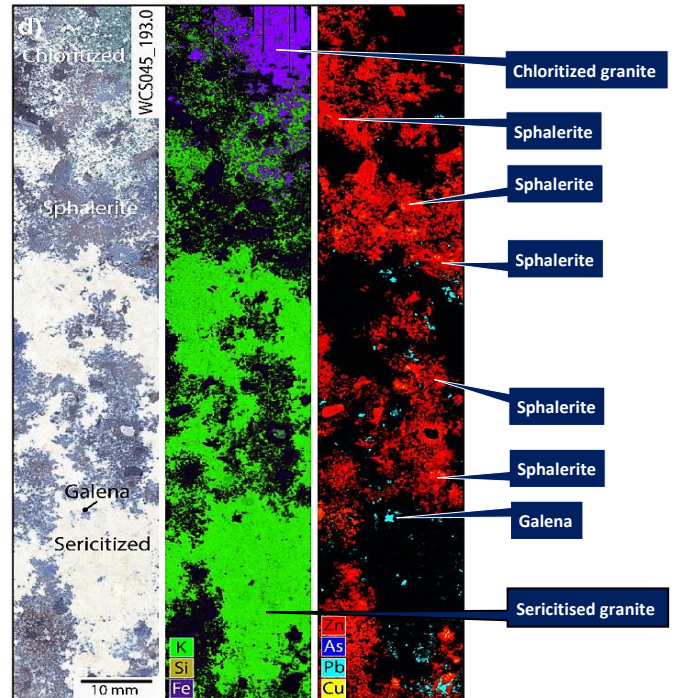 d)
Chloritized
WCS045_193.0
Sphalerite
Galena
Sericitized
10 mm
K
Si
Fe
Zn
As
Pb
Cu
Chloritized granite
Sphalerite
Sphalerite
Sphalerite
Sphalerite
Sphalerite
Galena
Sericitised granite